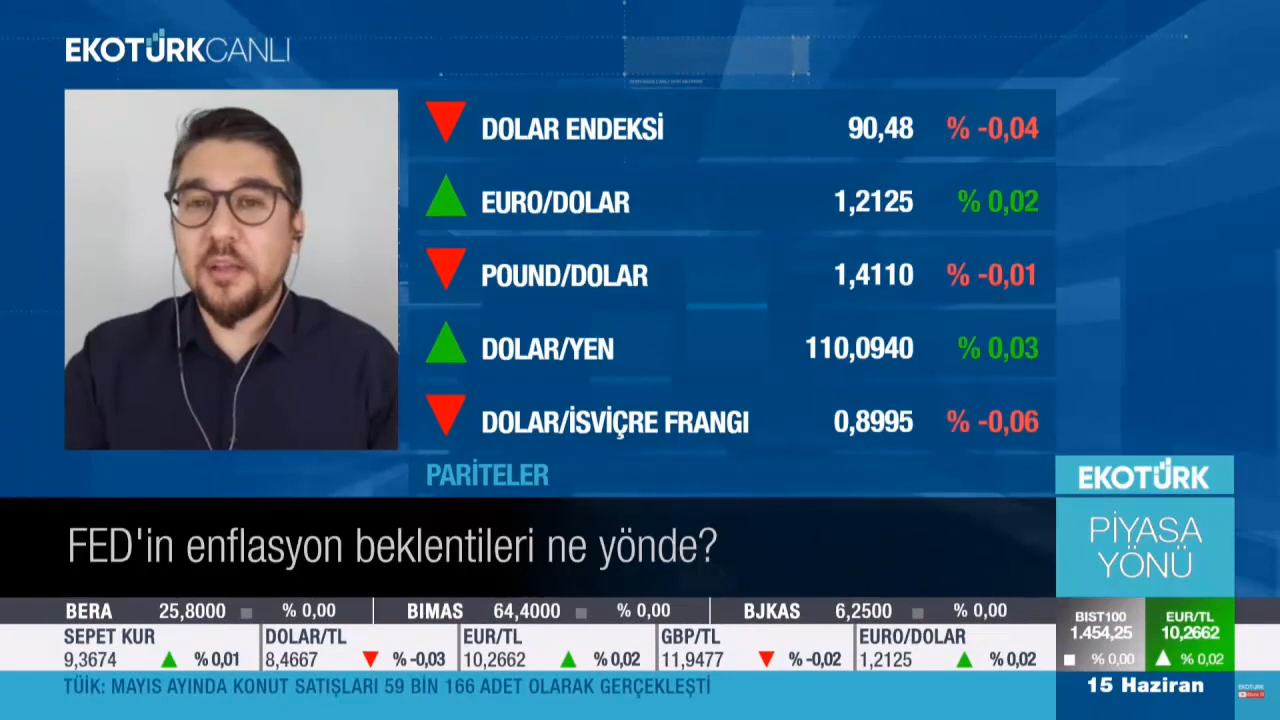 EKOTÜRK CANLI
DOLAR ENDEKSİ 90,48 % -0,04
EURO/DOLAR 1,2125 % 0,02
POUND/DOLAR 1,4110 % -0,01
DOLAR/YEN 110,0940 % 0,03
DOLAR/İSVİÇRE FRANGI 0,8995 % -0,06
PARİTELER
EKOTÜRK
PİYASA
YÖNÜ
FED'in enflasyon beklentileri ne yönde?
BERA 25,8000 % 0,00 BIMAS 64,4000 % 0,00 BJKAS 6,2500 % 0,00
SEPET KUR DOLAR/TL EUR/TL GBP/TL EURO/DOLAR
9,3674 % 0,01 8,4667 % -0,03 10,2662 % 0,02 11,9477 % -0,02 1,2125 % 0,02
BIST100 EUR/TL
1.454,25 10,2662
% 0,00 % 0,02
TÜİK: MAYIS AYINDA KONUT SATIŞLARI 59 BİN 166 ADET OLARAK GERÇEKLEŞTİ
15 Haziran
EKOTÜRK